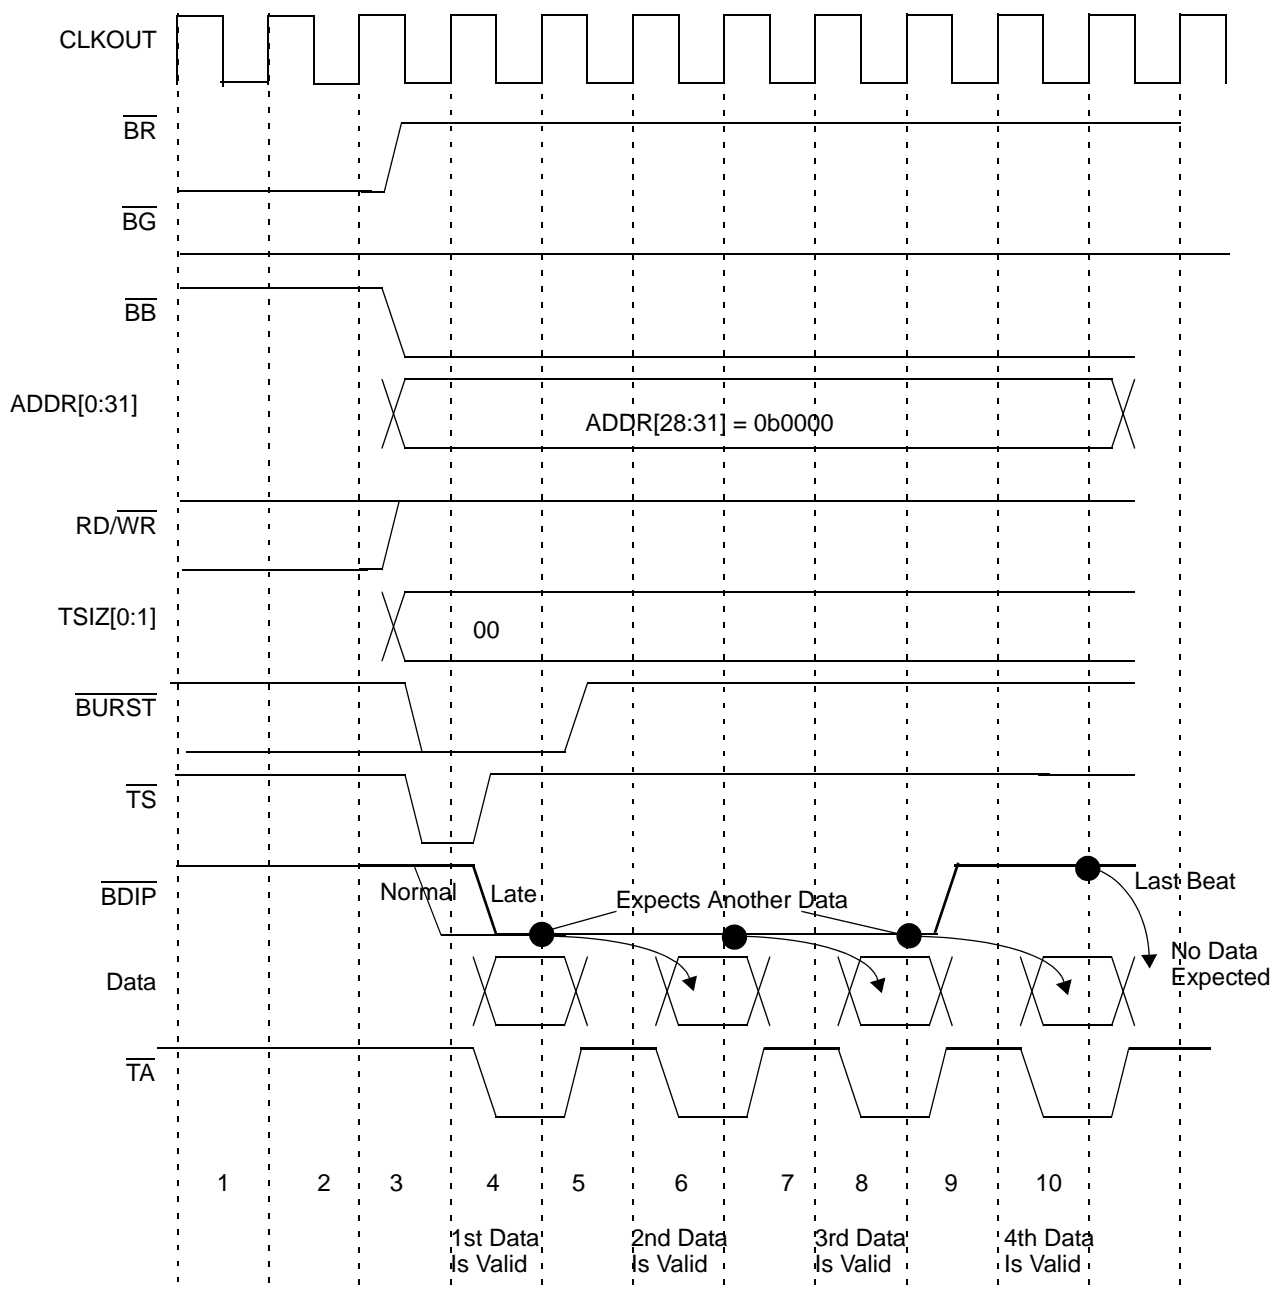 CLKOUT
BR
BG
BB
ADDR[0:31]
ADDR[28:31] = 0b0000
RD/WR
TSIZ[0:1]
00
BURST
TS
BDIP
Normal
Late
Expects Another Data
Last Beat
No Data
Expected
Data
TA
1 2 3 4 5 6 7 8 9 10
1st Data
Is Valid
2nd Data
Is Valid
3rd Data
Is Valid
4th Data
Is Valid